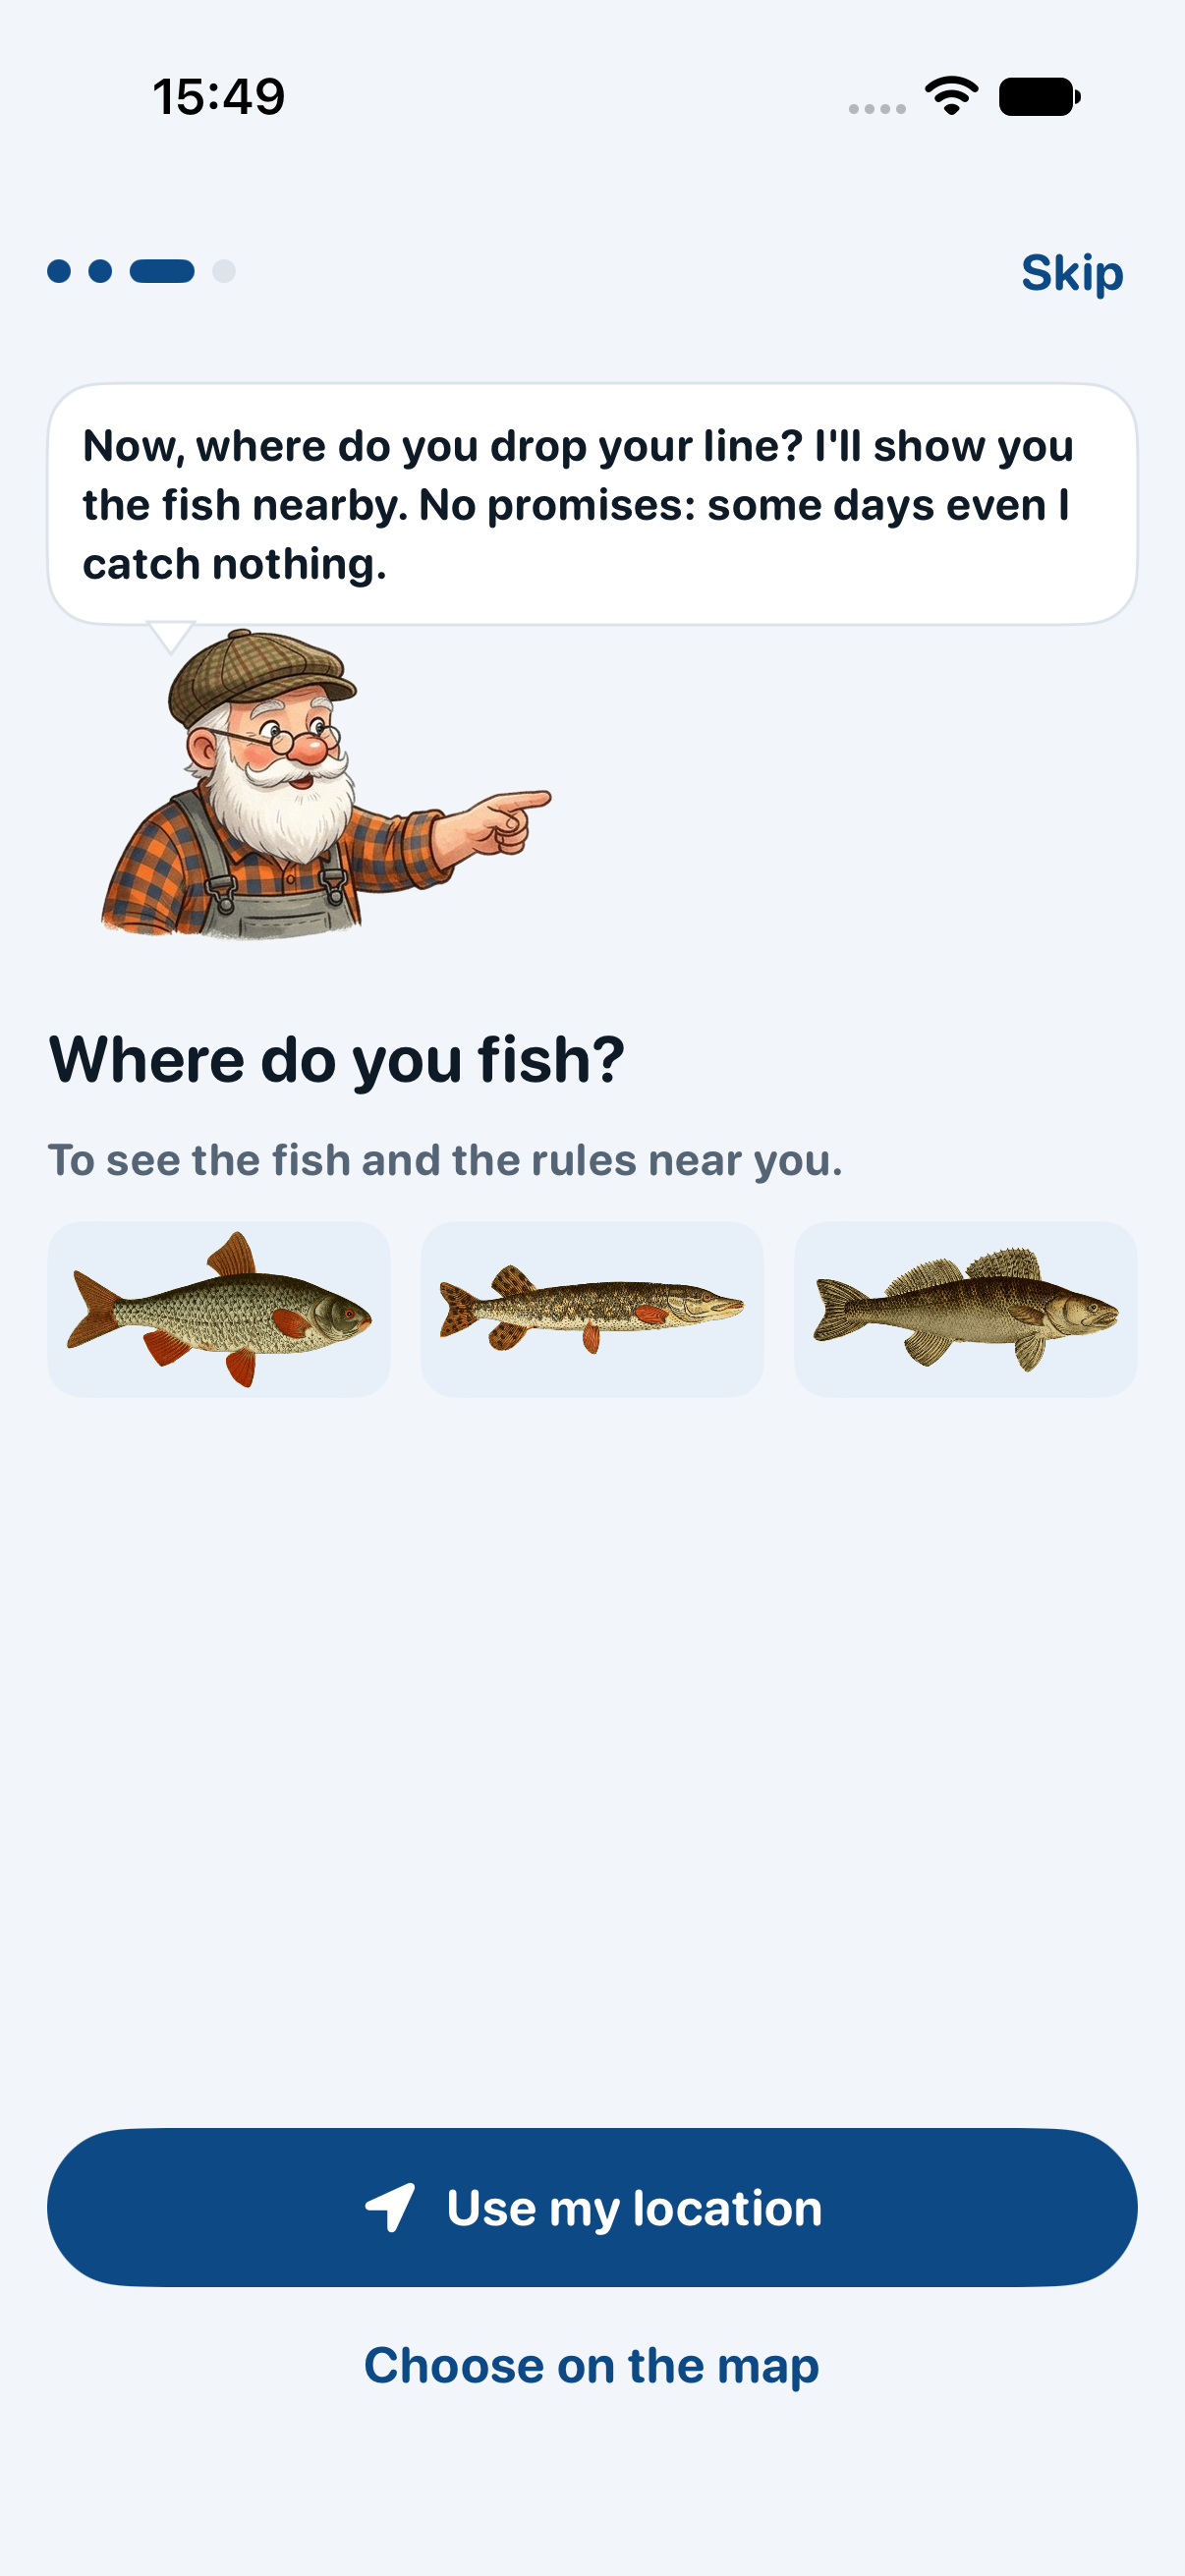 15:49
Skip
Now, where do you drop your line? I'll show you
the fish nearby. No promises: some days even I
catch nothing.
Where do you fish?
To see the fish and the rules near you.
Use my location
Choose on the map